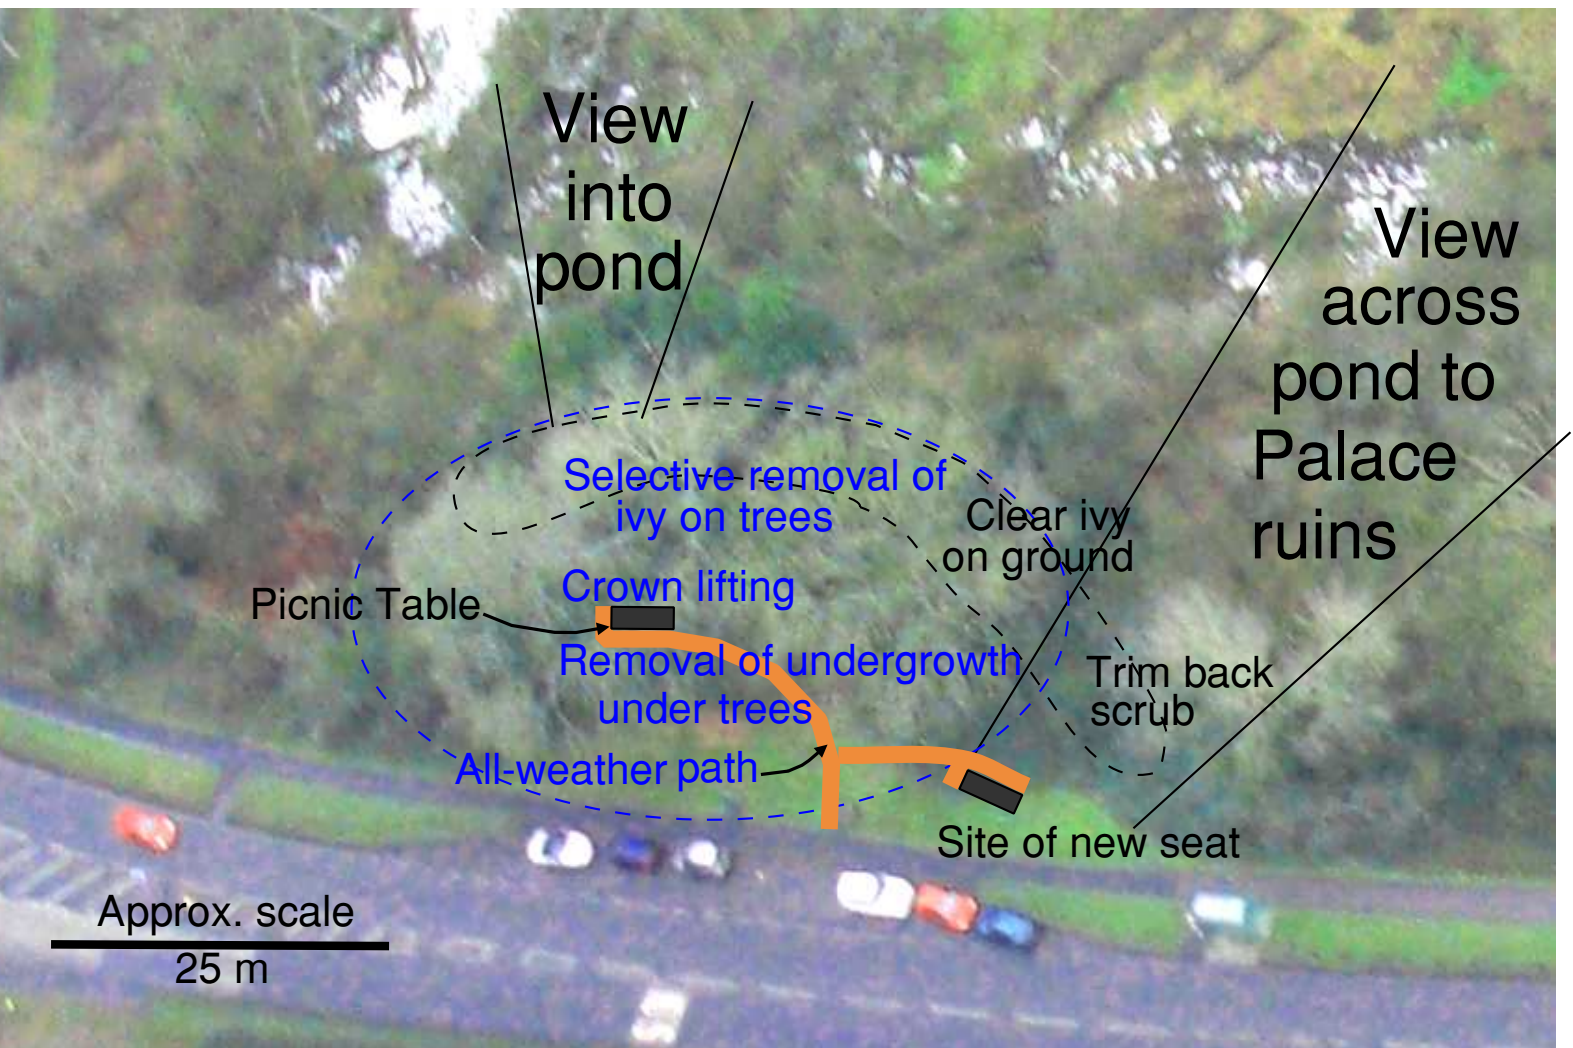 View
into
pond
View
across
pond to
Palace
ruins
Selective removal of
ivy on trees
Clear ivy
on ground
Crown lifting
Picnic Table
Removal of undergrowth
under trees
Trim back
scrub
All-weather path
Site of new seat
Approx. scale
25 m